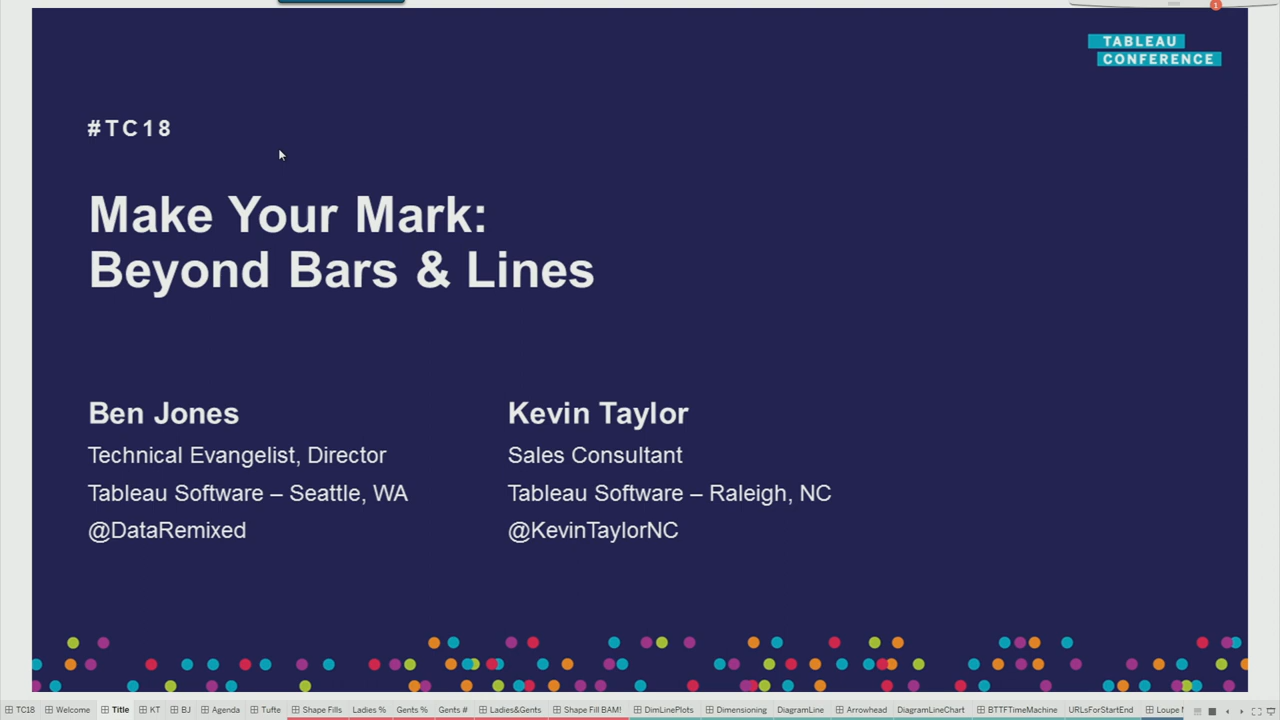 1
TABLEAU
CONFERENCE
#TC18
Make Your Mark:
Beyond Bars & Lines
Ben Jones
Technical Evangelist, Director
Tableau Software – Seattle, WA
@DataRemixed
Kevin Taylor
Sales Consultant
Tableau Software – Raleigh, NC
@KevinTaylorNC
TC18 Welcome Title KT BJ Agenda Tufte Shape Fills Ladies % Gents % Gents # Ladies&Gents Shape Fill BAM! DimLinePlots Dimensioning DiagramLine Arrowhead DiagramLineChart BTTFTimeMachine URLsForStartEnd Loupe